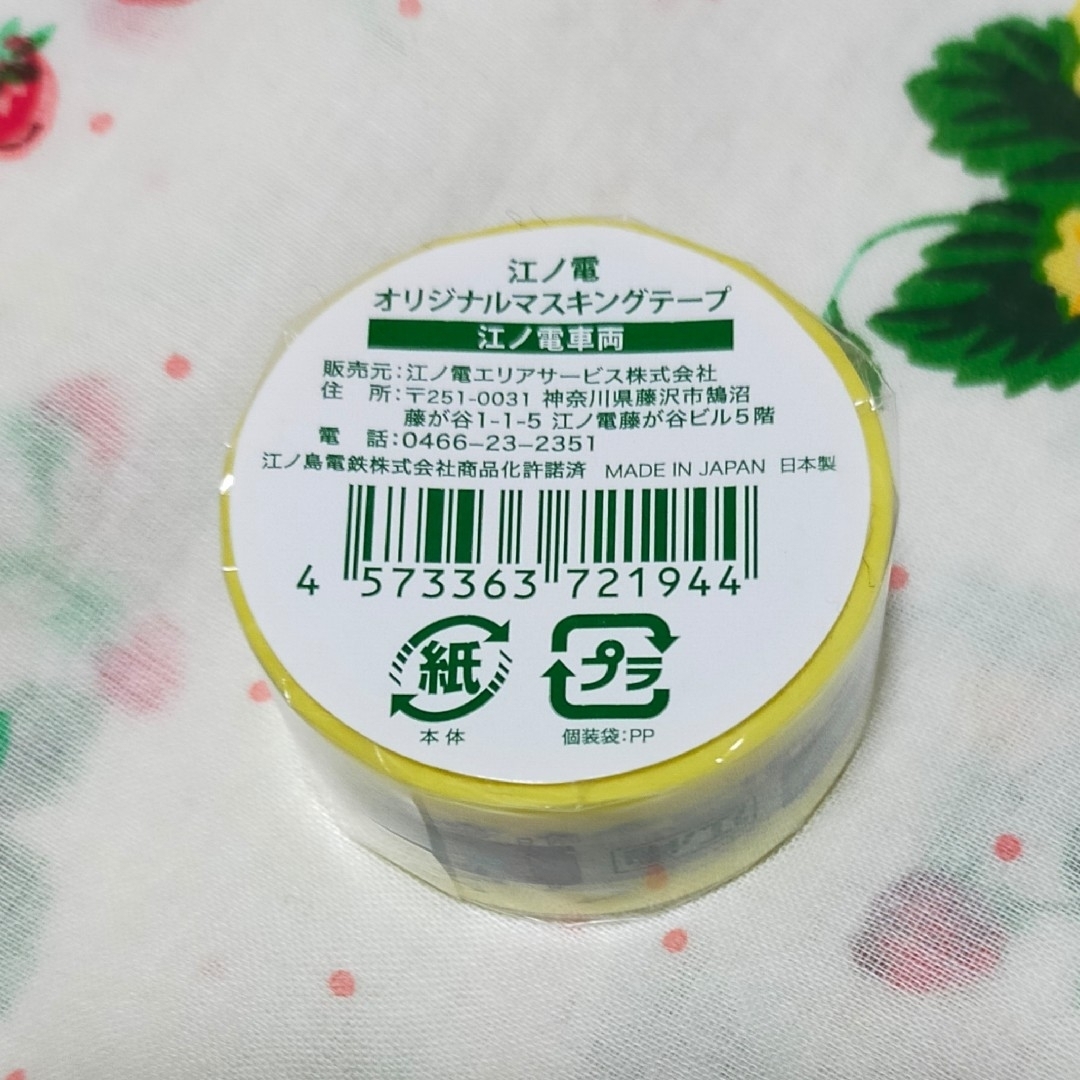 江ノ電
オリジナルマスキングテープ
江ノ電車両
販売元：江ノ電エリアサービス株式会社
住　所：〒251-0031 神奈川県藤沢市鵠沼
藤が谷1-1-5 江ノ電藤が谷ビル5階
電　話：0466-23-2351
江ノ島電鉄株式会社商品化許諾済　MADE IN JAPAN　日本製
4 573363 721944
紙 プラ
本体 個装袋：PP